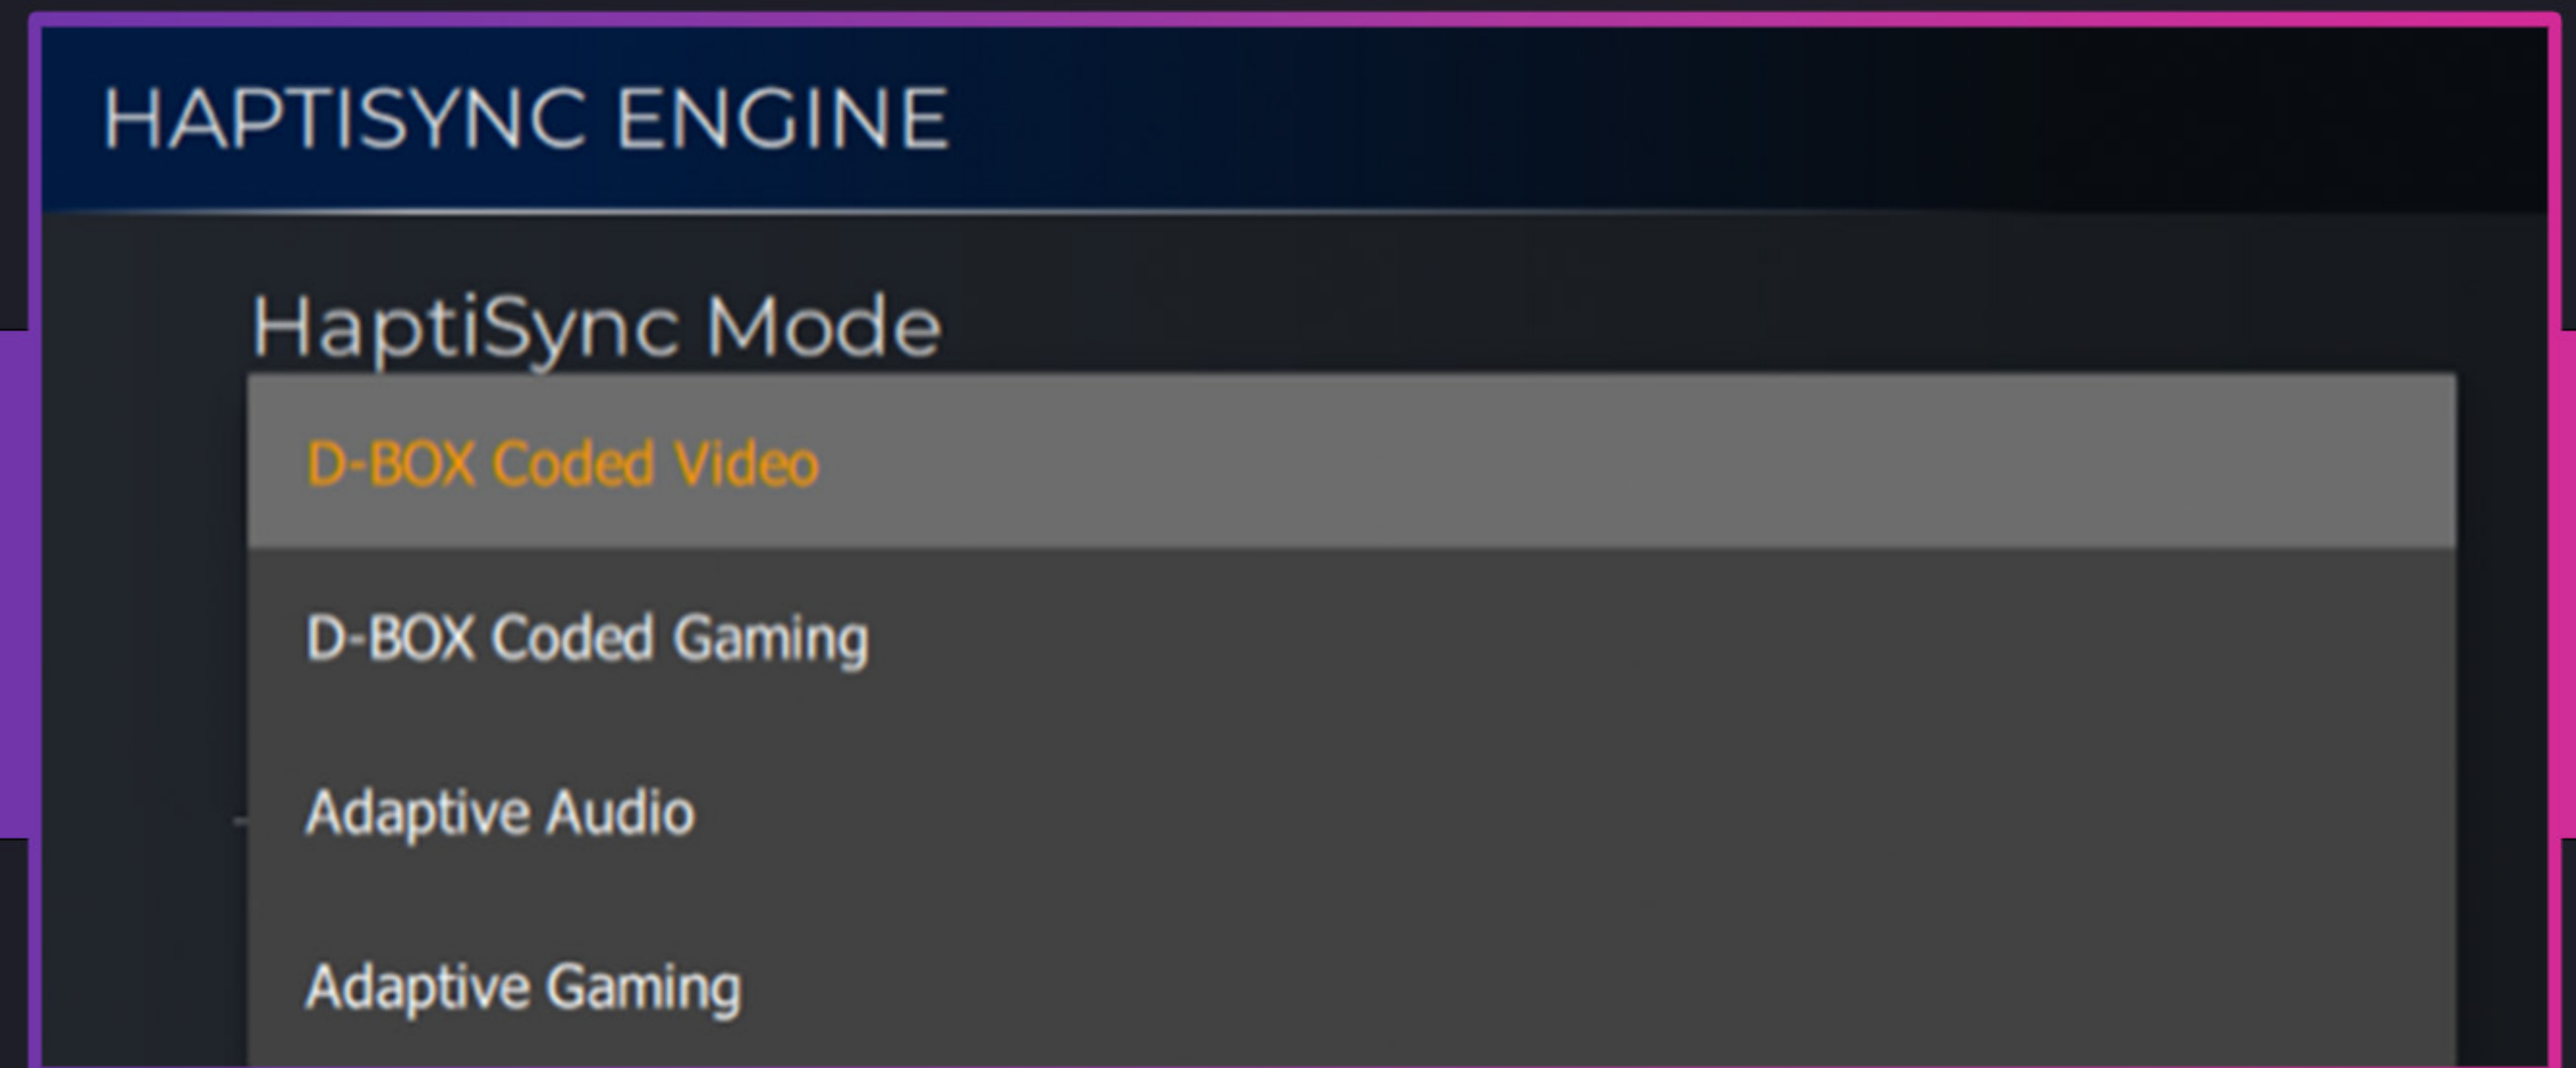 HAPTISYNC ENGINE
HaptiSync Mode
D-BOX Coded Video
D-BOX Coded Gaming
Adaptive Audio
Adaptive Gaming